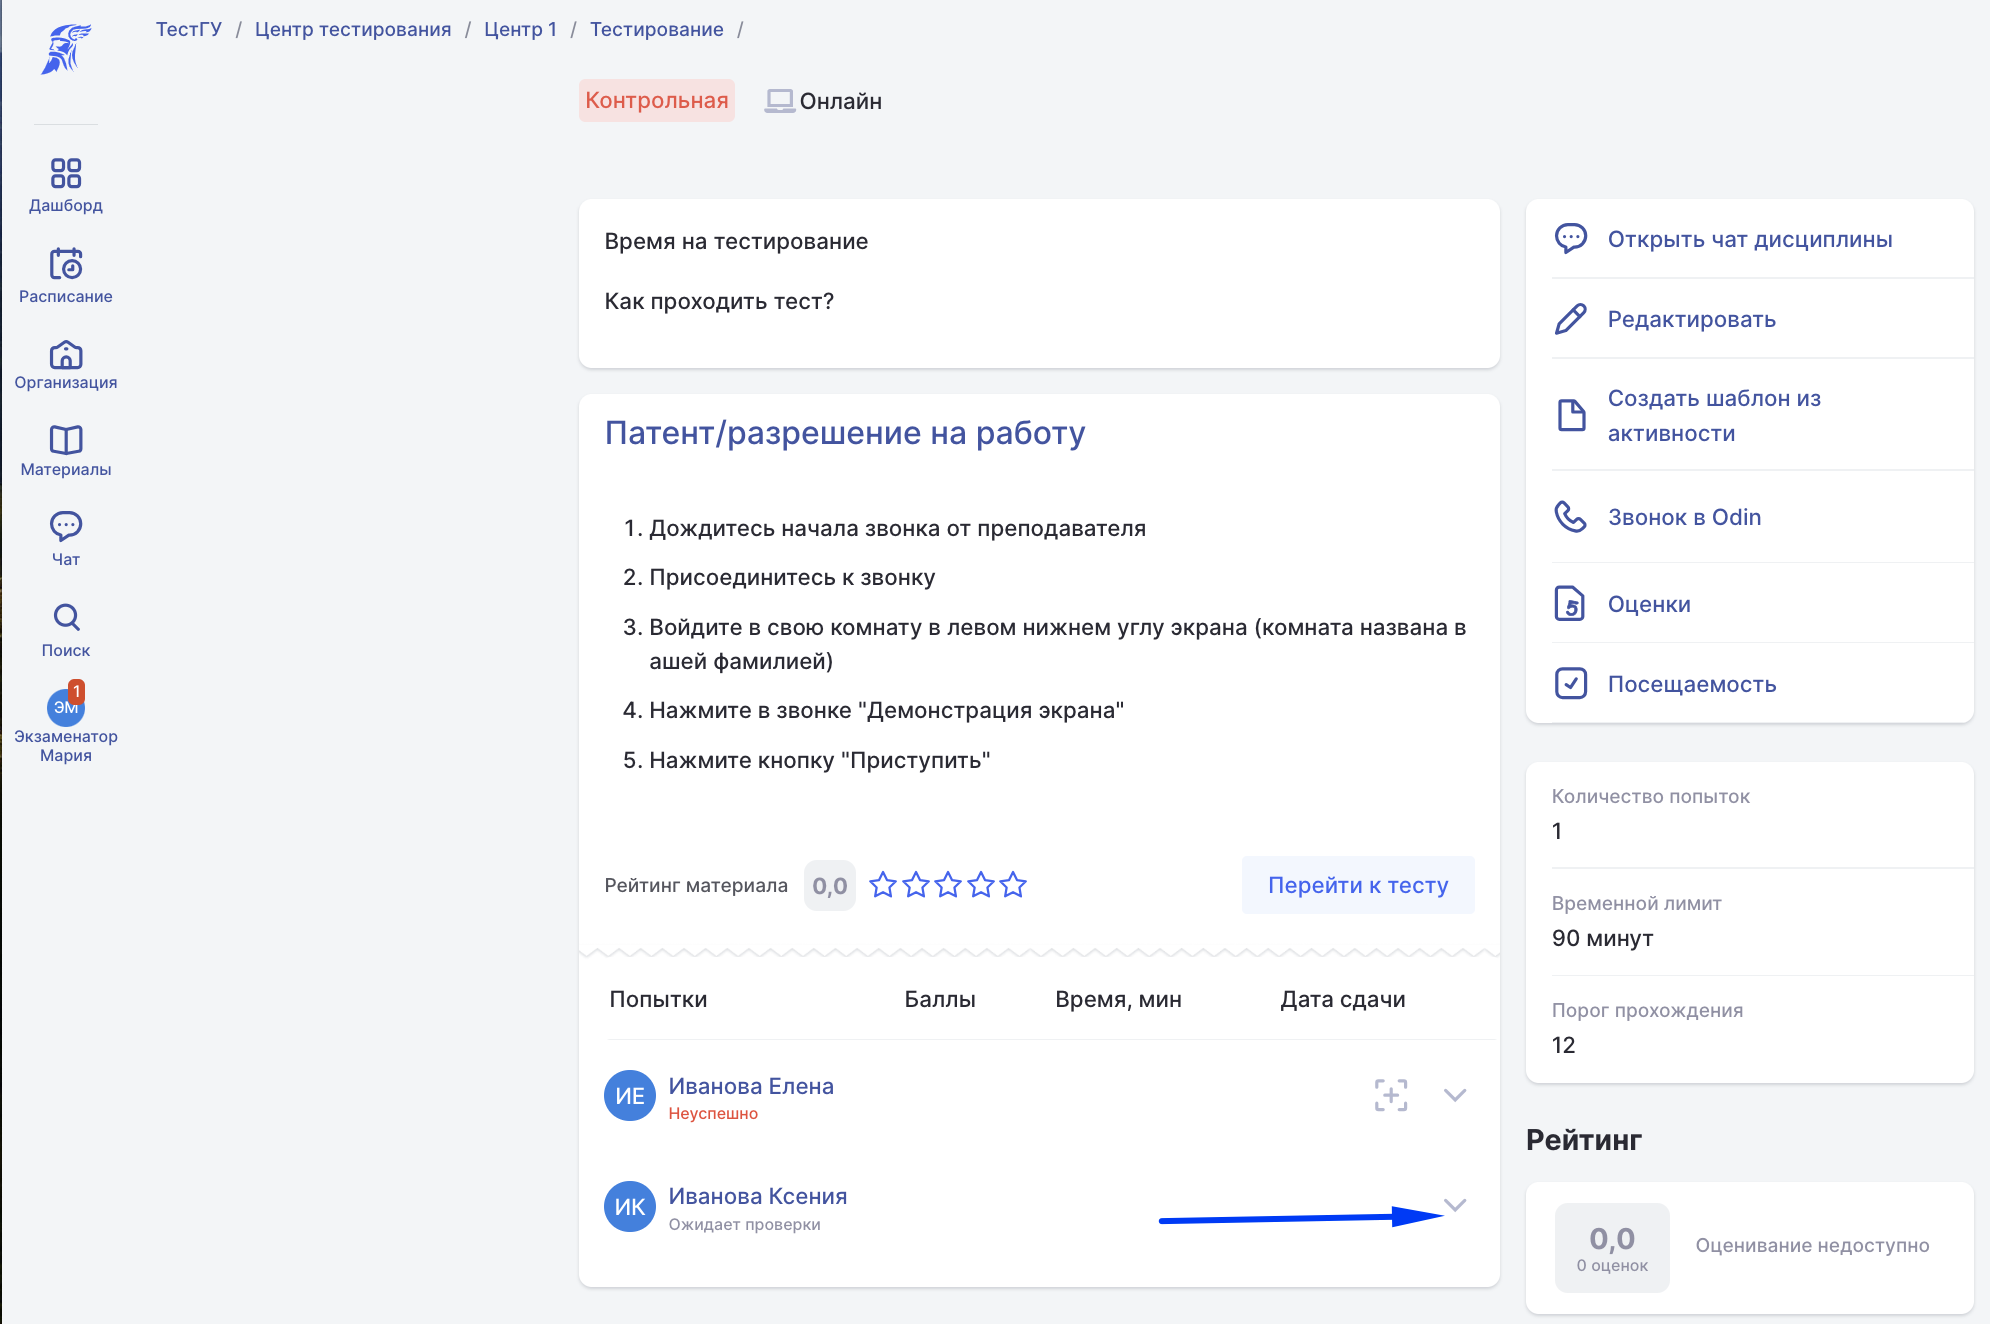 ТестГУ / Центр тестирования / Центр 1 / Тестирование /
Контрольная Онлайн
Дашборд
Расписание
Организация
Материалы
Чат
Поиск
1
ЭМ
Экзаменатор
Мария
Время на тестирование
Как проходить тест?
Патент/разрешение на работу
1. Дождитесь начала звонка от преподавателя
2. Присоединитесь к звонку
3. Войдите в свою комнату в левом нижнем углу экрана (комната названа в
ашей фамилией)
4. Нажмите в звонке "Демонстрация экрана"
5. Нажмите кнопку "Приступить"
Рейтинг материала 0,0 Перейти к тесту
Попытки Баллы Время, мин Дата сдачи
ИЕ Иванова Елена
Неуспешно
ИК Иванова Ксения
Ожидает проверки
Открыть чат дисциплины
Редактировать
Создать шаблон из
активности
Звонок в Odin
5 Оценки
Посещаемость
Количество попыток
1
Временной лимит
90 минут
Порог прохождения
12
Рейтинг
0,0
0 оценок
Оценивание недоступно